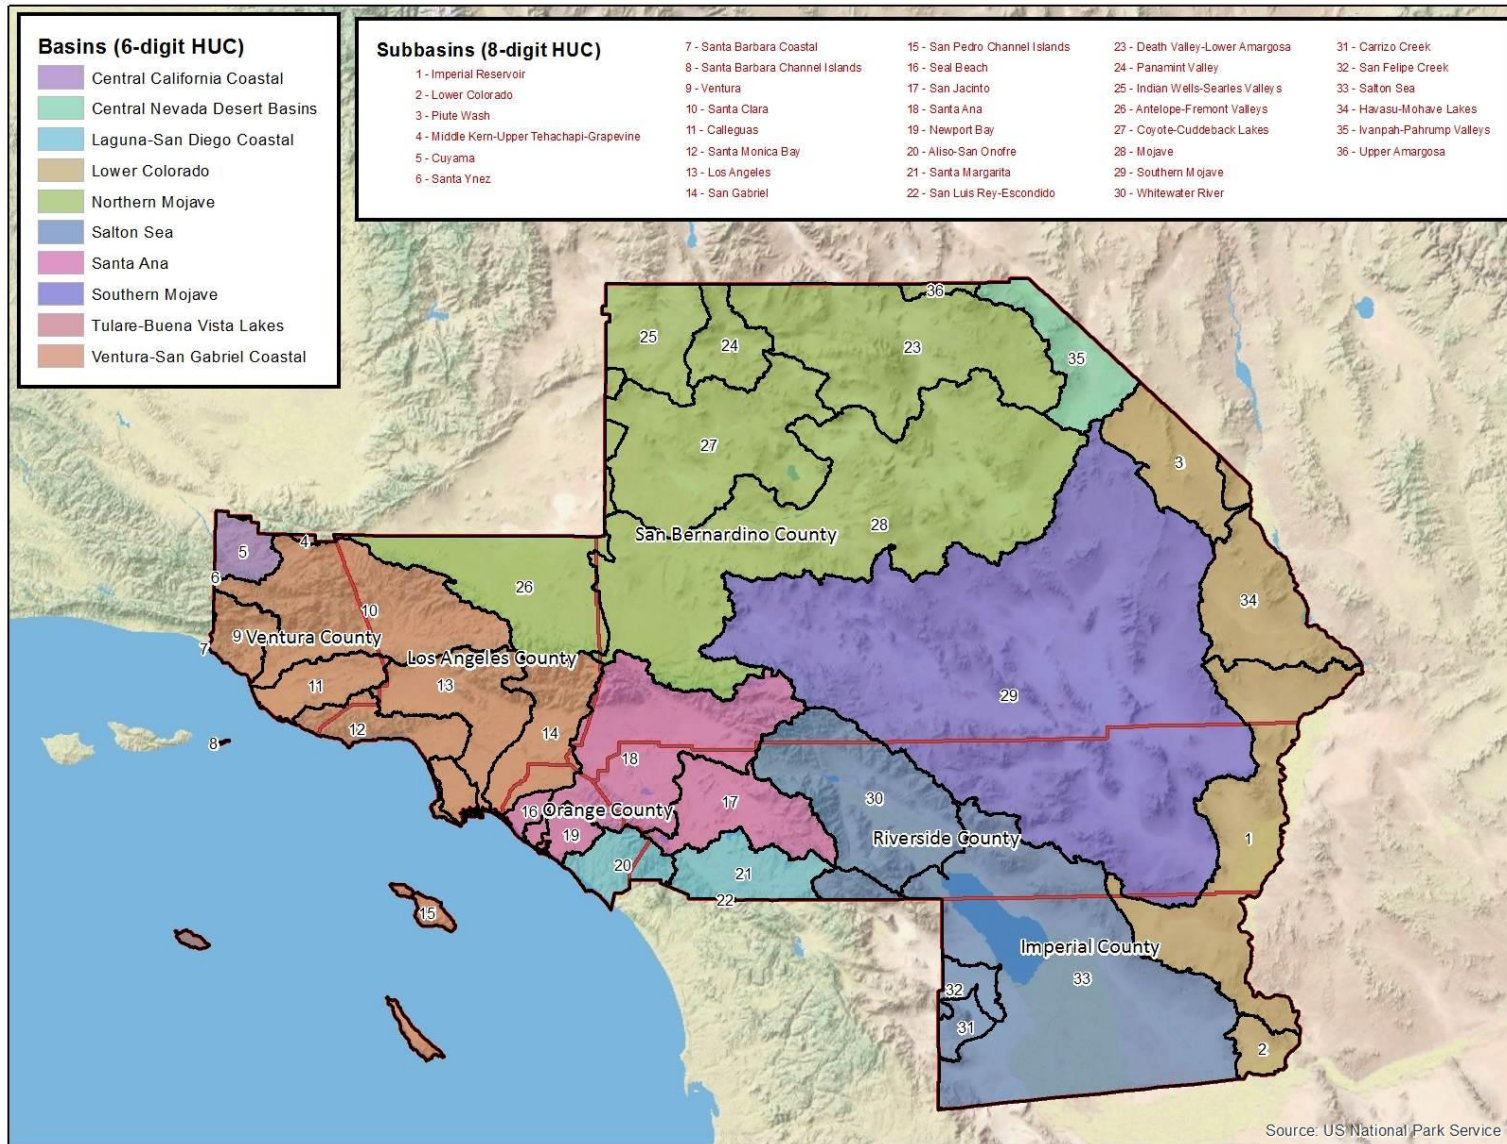 Basins (6-digit HUC)
Central California Coastal
Central Nevada Desert Basins
Laguna-San Diego Coastal
Lower Colorado
Northern Mojave
Salton Sea
Santa Ana
Southern Mojave
Tulare-Buena Vista Lakes
Ventura-San Gabriel Coastal
Subbasins (8-digit HUC)
1 - Imperial Reservoir
2 - Lower Colorado
3 - Piute Wash
4 - Middle Kern-Upper Tehachapi-Grapevine
5 - Cuyama
6 - Santa Ynez
7 - Santa Barbara Coastal
8 - Santa Barbara Channel Islands
9 - Ventura
10 - Santa Clara
11 - Calleguas
12 - Santa Monica Bay
13 - Los Angeles
14 - San Gabriel
15 - San Pedro Channel Islands
16 - Seal Beach
17 - San Jacinto
18 - Santa Ana
19 - Newport Bay
20 - Aliso-San Onofre
21 - Santa Margarita
22 - San Luis Rey-Escondido
23 - Death Valley-Lower Amargosa
24 - Panamint Valley
25 - Indian Wells-Searles Valleys
26 - Antelope-Fremont Valleys
27 - Coyote-Cuddeback Lakes
28 - Mojave
29 - Southern Mojave
30 - Whitewater River
31 - Carrizo Creek
32 - San Felipe Creek
33 - Salton Sea
34 - Havasu-Mohave Lakes
35 - Ivanpah-Pahrump Valleys
36 - Upper Amargosa
36
25
24
23
35
27
3
28
San Bernardino County
4
5
6
26
34
10
9
Ventura County
7
Los Angeles County
11
13
29
12
14
8
18
30
17
16
Orange County
19
Riverside County
1
20
21
22
15
Imperial County
33
32
31
2
Source: US National Park Service